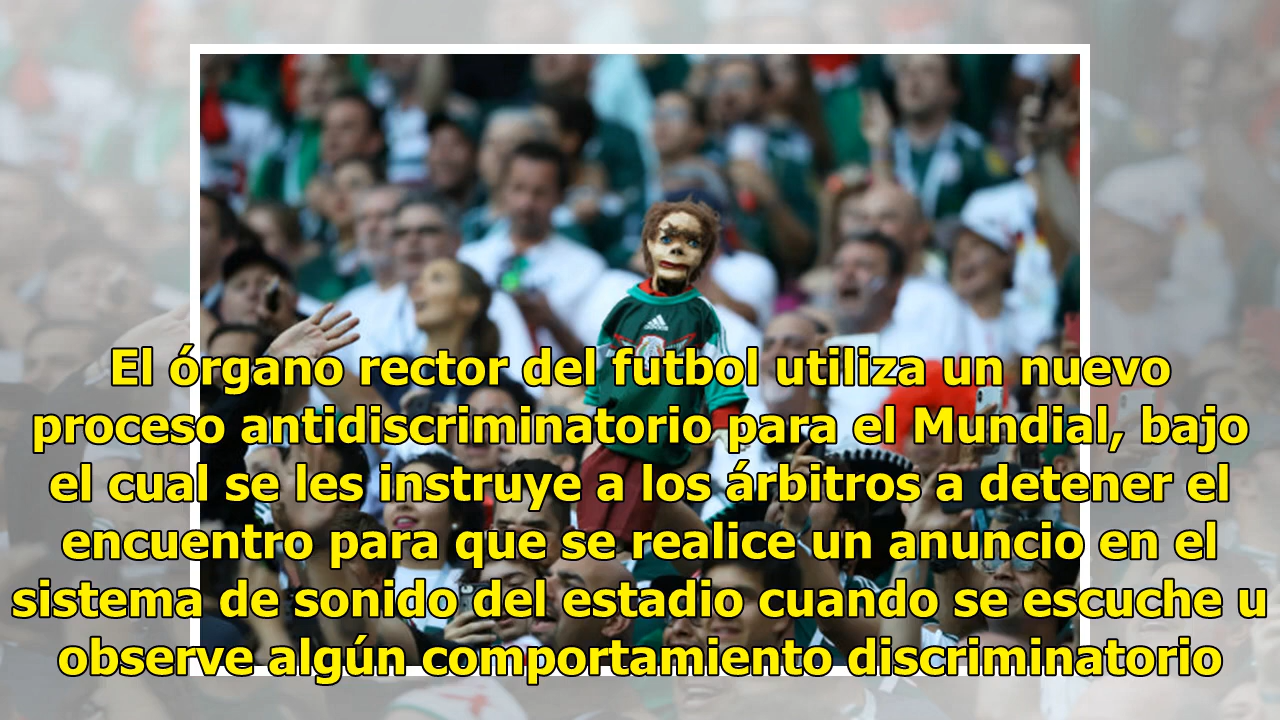 El órgano rector del futbol utiliza un nuevo
proceso antidiscriminatorio para el Mundial, bajo
el cual se les instruye a los árbitros a detener el
encuentro para que se realice un anuncio en el
sistema de sonido del estadio cuando se escuche u
observe algún comportamiento discriminatorio
adidas